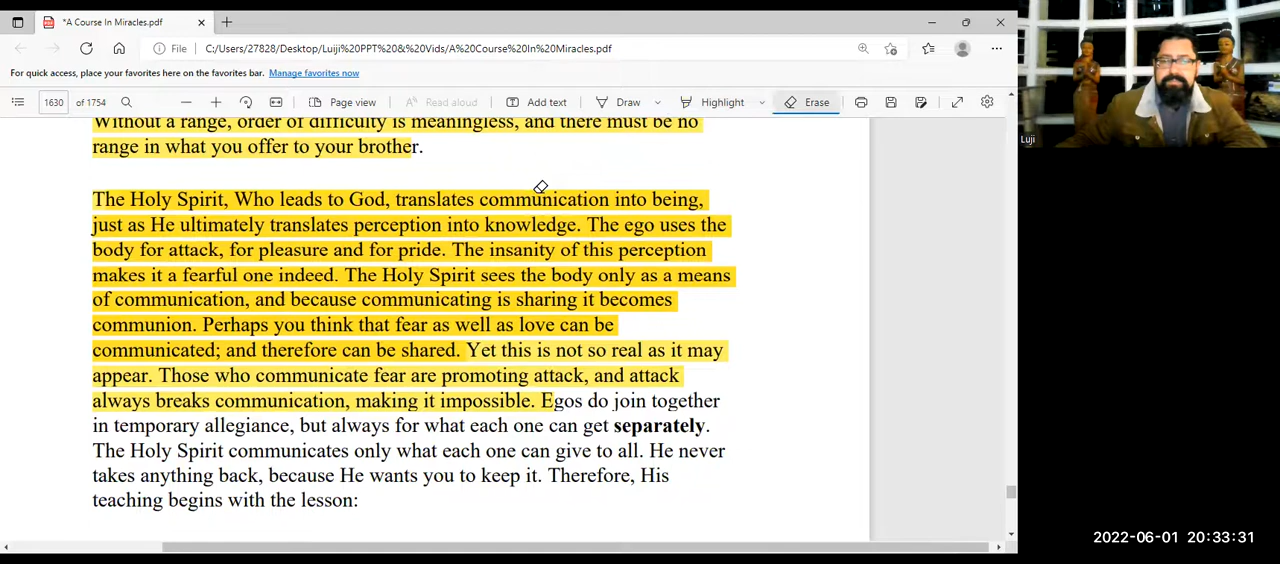 *A Course In Miracles.pdf
File C:/Users/27828/Desktop/Luiji%20PPT%20&%20Vids/A%20Course%20In%20Miracles.pdf
For quick access, place your favorites here on the favorites bar. Manage favorites now
1630 of 1754 Page view Read aloud Add text Draw Highlight Erase
Without a range, order of difficulty is meaningless, and there must be no
range in what you offer to your brother.
The Holy Spirit, Who leads to God, translates communication into being,
just as He ultimately translates perception into knowledge. The ego uses the
body for attack, for pleasure and for pride. The insanity of this perception
makes it a fearful one indeed. The Holy Spirit sees the body only as a means
of communication, and because communicating is sharing it becomes
communion. Perhaps you think that fear as well as love can be
communicated; and therefore can be shared. Yet this is not so real as it may
appear. Those who communicate fear are promoting attack, and attack
always breaks communication, making it impossible. Egos do join together
in temporary allegiance, but always for what each one can get separately.
The Holy Spirit communicates only what each one can give to all. He never
takes anything back, because He wants you to keep it. Therefore, His
teaching begins with the lesson:
Luji
2022-06-01 20:33:31